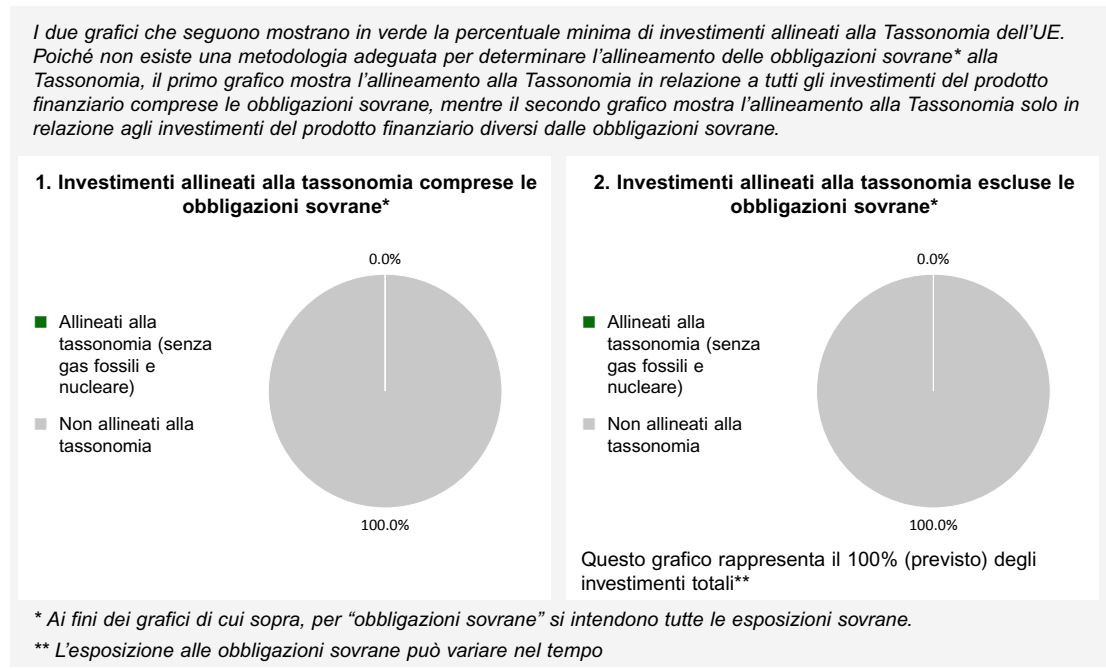 I due grafici che seguono mostrano in verde la percentuale minima di investimenti allineati alla Tassonomia dell'UE.
Poiché non esiste una metodologia adeguata per determinare l'allineamento delle obbligazioni sovrane* alla
Tassonomia, il primo grafico mostra l'allineamento alla Tassonomia in relazione a tutti gli investimenti del prodotto
finanziario comprese le obbligazioni sovrane, mentre il secondo grafico mostra l'allineamento alla Tassonomia solo in
relazione agli investimenti del prodotto finanziario diversi dalle obbligazioni sovrane.
1. Investimenti allineati alla tassonomia comprese le
obbligazioni sovrane*
0.0%
Allineati alla
tassonomia (senza
gas fossili e
nucleare)
Non allineati alla
tassonomia
100.0%
2. Investimenti allineati alla tassonomia escluse le
obbligazioni sovrane*
0.0%
Allineati alla
tassonomia (senza
gas fossili e
nucleare)
Non allineati alla
tassonomia
100.0%
Questo grafico rappresenta il 100% (previsto) degli
investimenti totali**
* Ai fini dei grafici di cui sopra, per “obbligazioni sovrane” si intendono tutte le esposizioni sovrane.
** L'esposizione alle obbligazioni sovrane può variare nel tempo